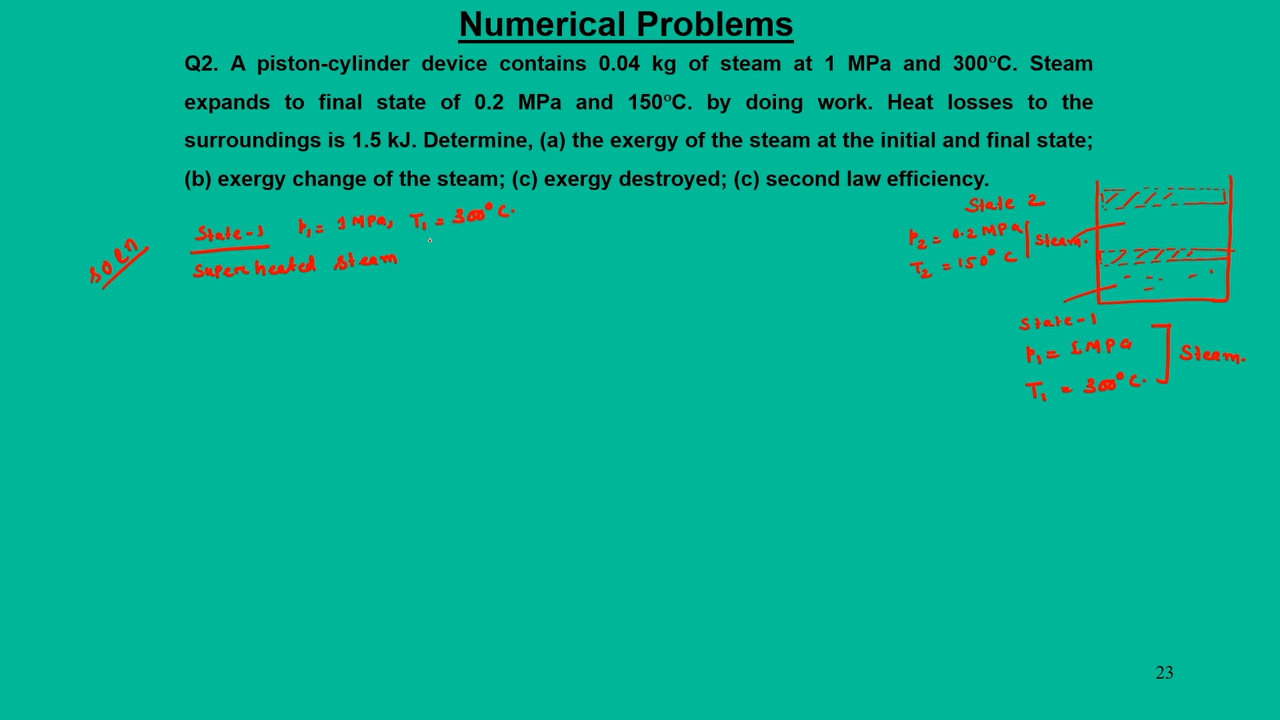 Numerical Problems
Q2. A piston-cylinder device contains 0.04 kg of steam at 1 MPa and 300°C. Steam
expands to final state of 0.2 MPa and 150°C. by doing work. Heat losses to the
surroundings is 1.5 kJ. Determine, (a) the exergy of the steam at the initial and final state;
(b) exergy change of the steam; (c) exergy destroyed; (c) second law efficiency.
Soln
State-1 P₁ = 1 MPa, T₁ = 300°C.
Super heated Steam
State 2
P₂ = 0.2 MPa
T₂ = 150°C
Steam.
State-1
P₁ = 1 MPa
T₁ = 300°C.
Steam.
23